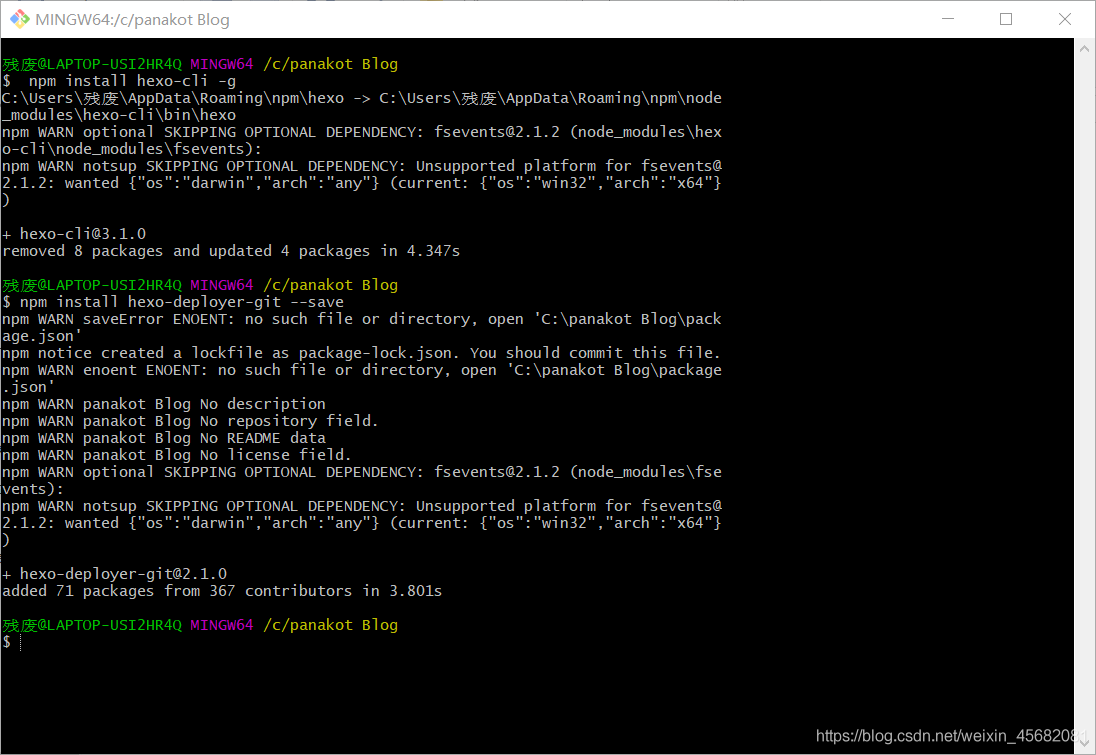 MINGW64:/c/panakot Blog
残废@LAPTOP-USI2HR4Q MINGW64 /c/panakot Blog
$  npm install hexo-cli -g
C:\Users\残废\AppData\Roaming\npm\hexo -> C:\Users\残废\AppData\Roaming\npm\node
_modules\hexo-cli\bin\hexo
npm WARN optional SKIPPING OPTIONAL DEPENDENCY: fsevents@2.1.2 (node_modules\hex
o-cli\node_modules\fsevents):
npm WARN notsup SKIPPING OPTIONAL DEPENDENCY: Unsupported platform for fsevents@
2.1.2: wanted {"os":"darwin","arch":"any"} (current: {"os":"win32","arch":"x64"}
)
+ hexo-cli@3.1.0
removed 8 packages and updated 4 packages in 4.347s
残废@LAPTOP-USI2HR4Q MINGW64 /c/panakot Blog
$ npm install hexo-deployer-git --save
npm WARN saveError ENOENT: no such file or directory, open 'C:\panakot Blog\pack
age.json'
npm notice created a lockfile as package-lock.json. You should commit this file.
npm WARN enoent ENOENT: no such file or directory, open 'C:\panakot Blog\package
.json'
npm WARN panakot Blog No description
npm WARN panakot Blog No repository field.
npm WARN panakot Blog No README data
npm WARN panakot Blog No license field.
npm WARN optional SKIPPING OPTIONAL DEPENDENCY: fsevents@2.1.2 (node_modules\fse
vents):
npm WARN notsup SKIPPING OPTIONAL DEPENDENCY: Unsupported platform for fsevents@
2.1.2: wanted {"os":"darwin","arch":"any"} (current: {"os":"win32","arch":"x64"}
)
+ hexo-deployer-git@2.1.0
added 71 packages from 367 contributors in 3.801s
残废@LAPTOP-USI2HR4Q MINGW64 /c/panakot Blog
$
https://blog.csdn.net/weixin_45682081